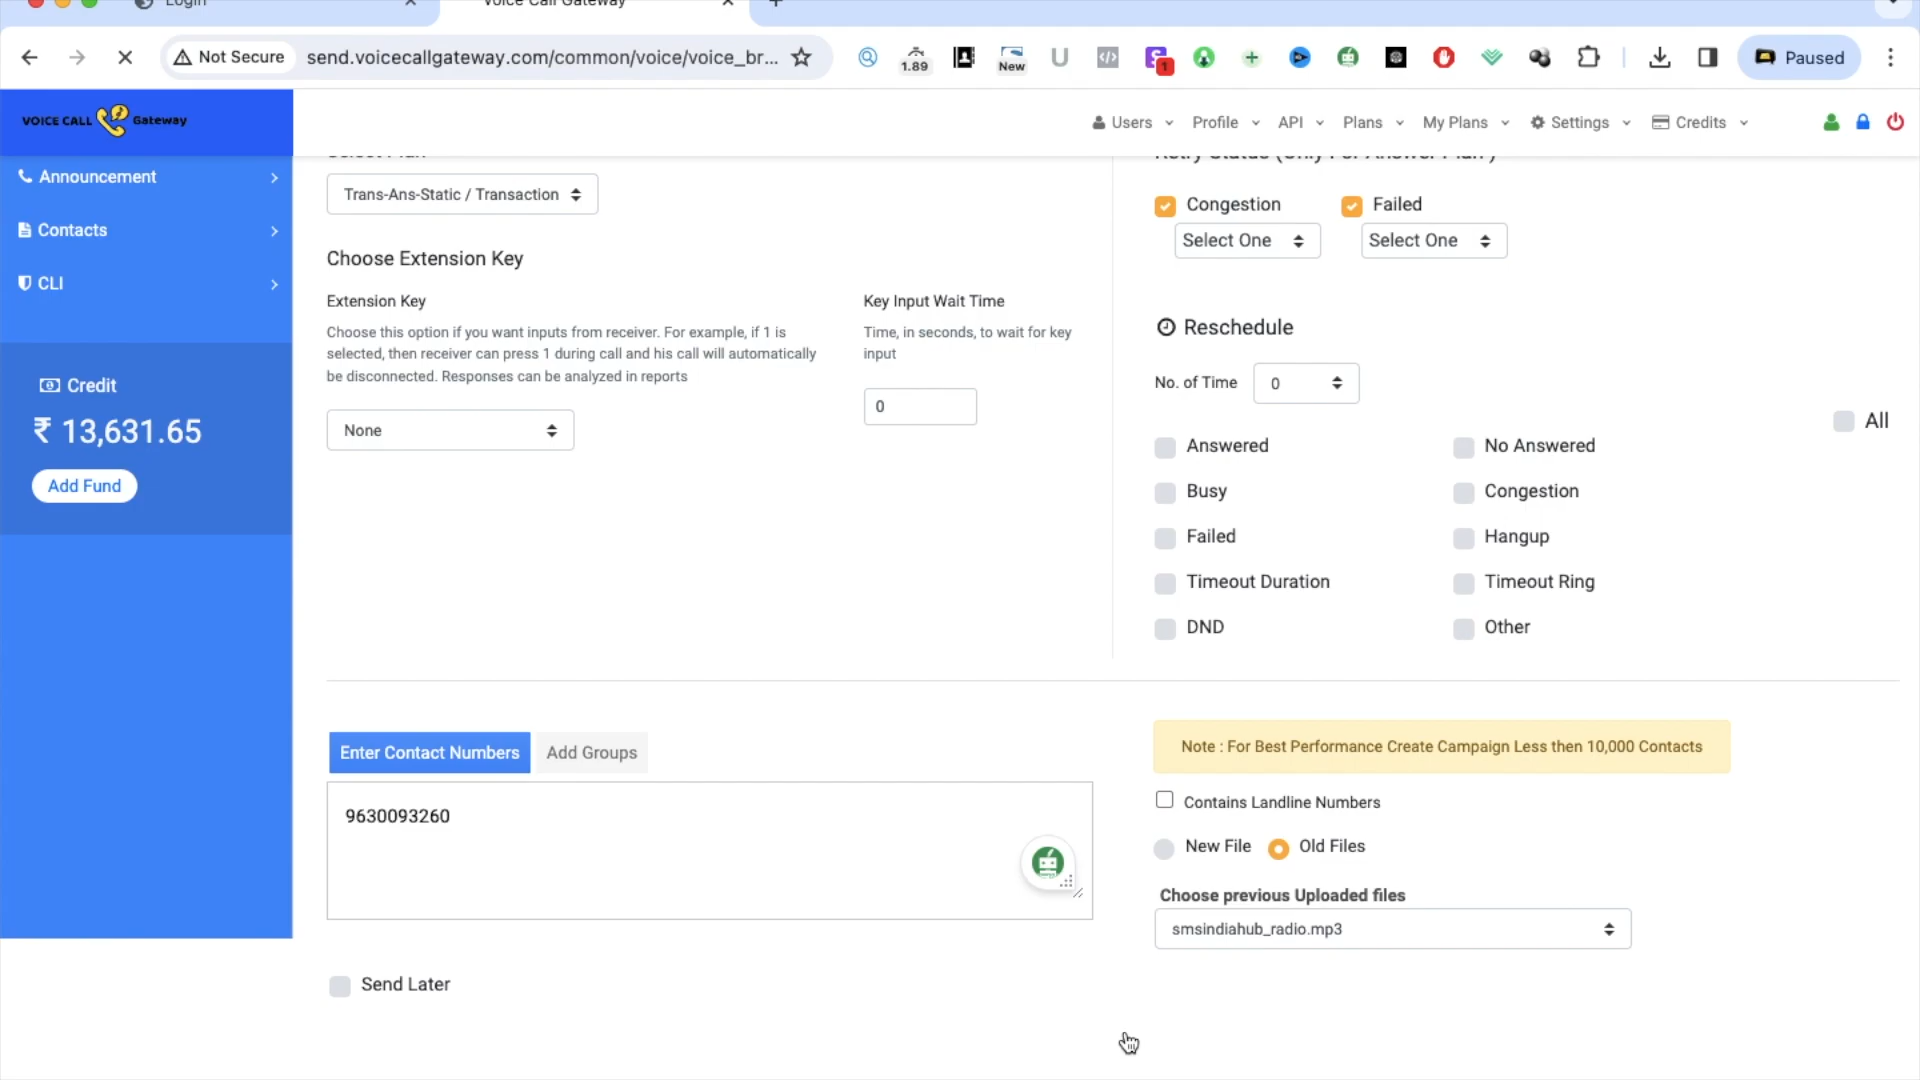 Login
Voice Call Gateway
Not Secure
send.voicecallgateway.com/common/voice/voice_br...
1.89
New
1
Paused
VOICE CALL Gateway
Users
Profile
API
Plans
My Plans
Settings
Credits
Announcement
Contacts
CLI
Credit
₹ 13,631.65
Add Fund
Select Plan
Trans-Ans-Static / Transaction
Choose Extension Key
Extension Key
Choose this option if you want inputs from receiver. For example, if 1 is
selected, then receiver can press 1 during call and his call will automatically
be disconnected. Responses can be analyzed in reports
None
Key Input Wait Time
Time, in seconds, to wait for key
input
0
Retry Status (Only For Answer Plan )
Congestion
Select One
Failed
Select One
Reschedule
No. of Time
0
All
Answered
No Answered
Busy
Congestion
Failed
Hangup
Timeout Duration
Timeout Ring
DND
Other
Enter Contact Numbers
Add Groups
9630093260
Send Later
Note : For Best Performance Create Campaign Less then 10,000 Contacts
Contains Landline Numbers
New File
Old Files
Choose previous Uploaded files
smsindiahub_radio.mp3